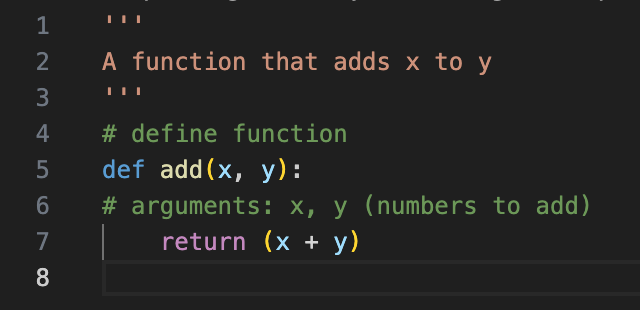 1 '''
2 A function that adds x to y
3 '''
4 # define function
5 def add(x, y):
6 # arguments: x, y (numbers to add)
7     return (x + y)
8